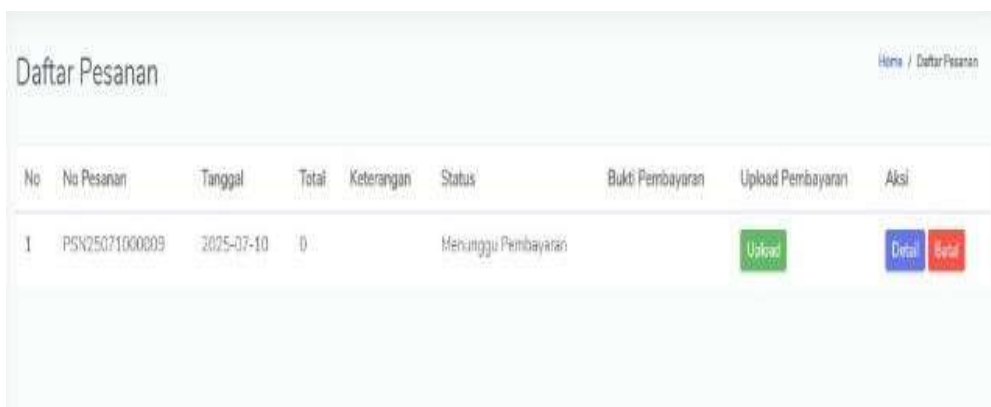 Home / Daftar Pesanan
Daftar Pesanan
No No Pesanan Tanggal Total Keterangan Status Bukti Pembayaran Upload Pembayaran Aksi
1 PSN25071000009 2025-07-10 0 Menunggu Pembayaran Upload Detail Batal